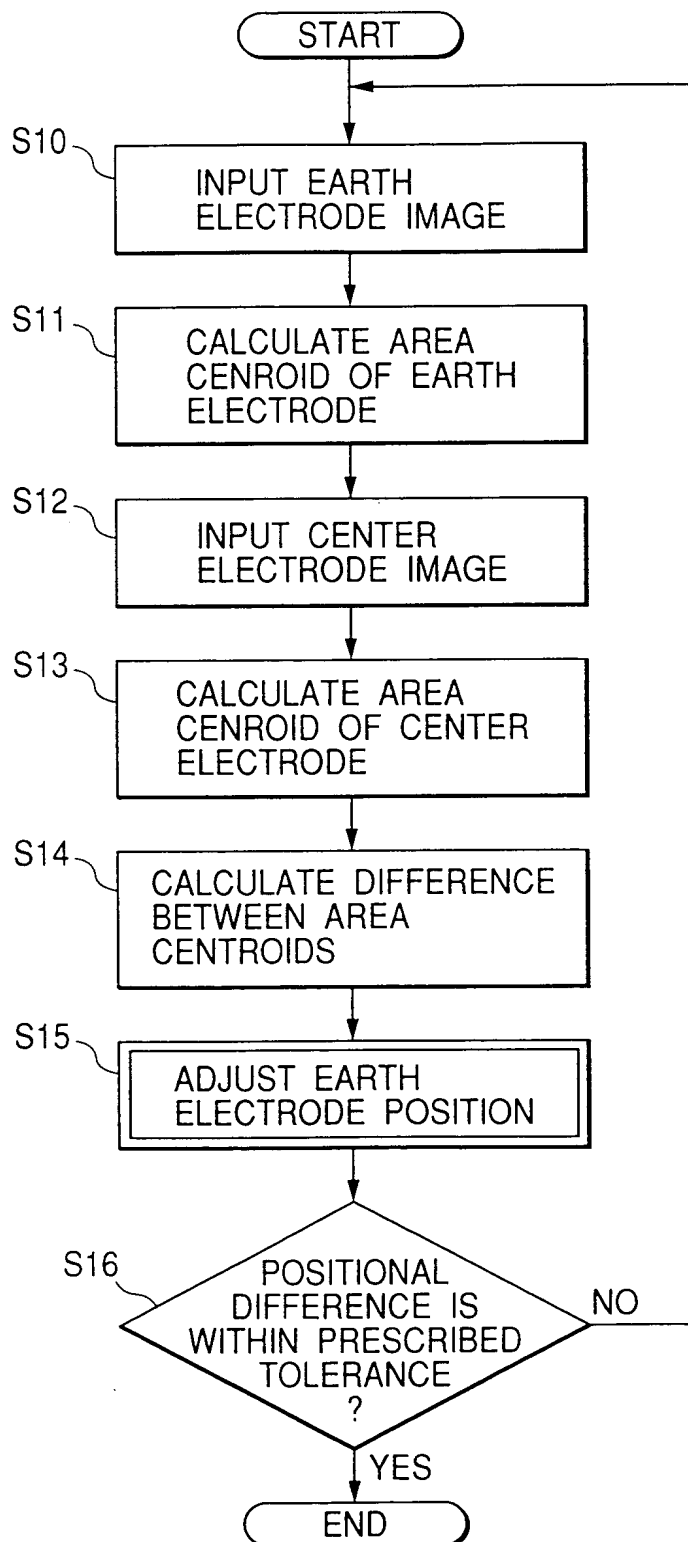 START
S10
INPUT EARTH
ELECTRODE IMAGE
S11
CALCULATE AREA
CENROID OF EARTH
ELECTRODE
S12
INPUT CENTER
ELECTRODE IMAGE
S13
CALCULATE AREA
CENROID OF CENTER
ELECTRODE
S14
CALCULATE DIFFERENCE
BETWEEN AREA
CENTROIDS
S15
ADJUST EARTH
ELECTRODE POSITION
S16
POSITIONAL
DIFFERENCE IS
WITHIN PRESCRIBED
TOLERANCE
?
NO
YES
END